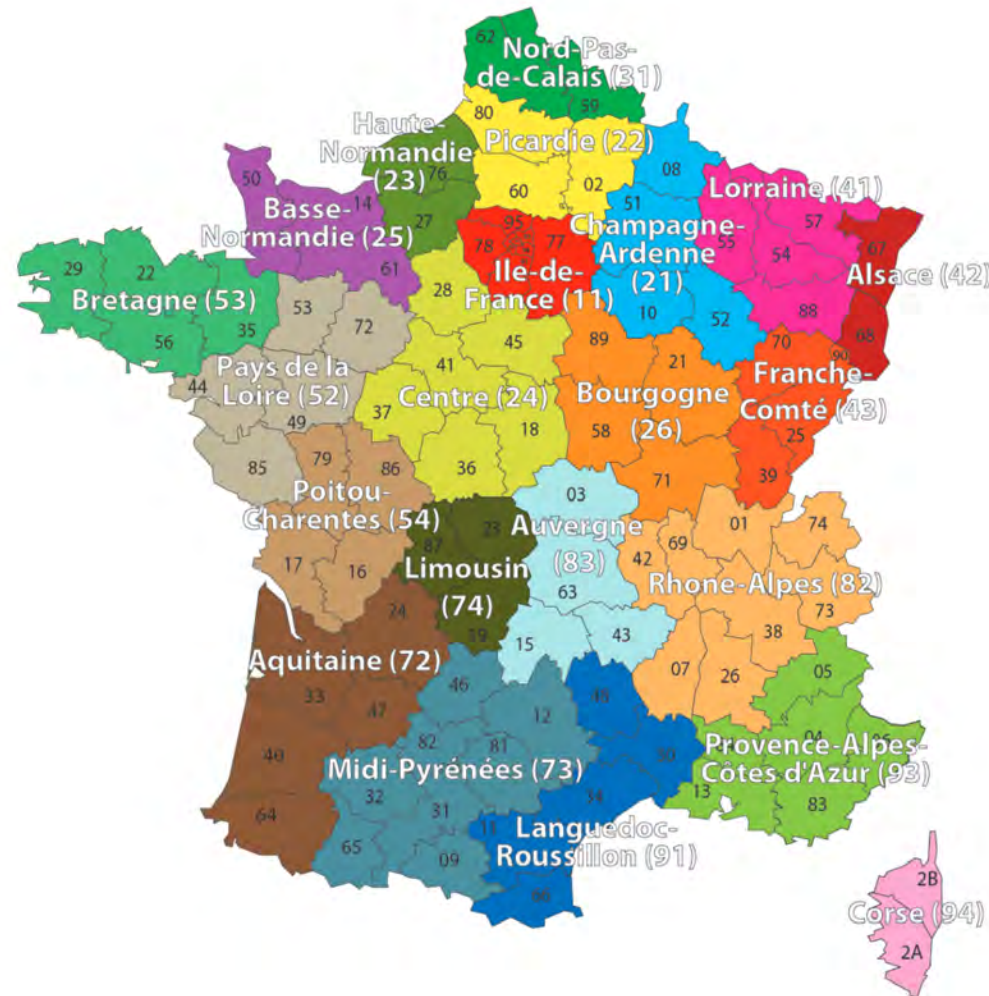 62
Nord-Pas-
de-Calais (31)
59
80
Picardie (22)
60
02
Haute-
Normandie
(23)
76
27
50
14
Basse-
Normandie (25)
61
08
51
Champagne-
Ardenne
(21)
10
52
Lorraine (41)
57
55
54
88
67
Alsace (42)
68
95
78
77
Ile-de-
France (11)
29
22
Bretagne (53)
56
35
53
72
Pays de la
Loire (52)
44
49
85
28
45
41
Centre (24)
37
18
36
89
21
Bourgogne
(26)
58
71
70
90
Franche-
Comté (43)
25
39
79
86
Poitou-
Charentes (54)
17
16
23
87
Limousin
(74)
19
03
Auvergne
(83)
63
15
43
01
74
69
42
Rhone-Alpes (82)
73
38
07
26
24
Aquitaine (72)
33
47
40
64
46
12
82
81
Midi-Pyrénées (73)
32
31
65
09
48
30
34
11
Languedoc-
Roussillon (91)
66
05
04
06
Provence-Alpes-
Côtes d'Azur (93)
13
83
2B
Corse (94)
2A